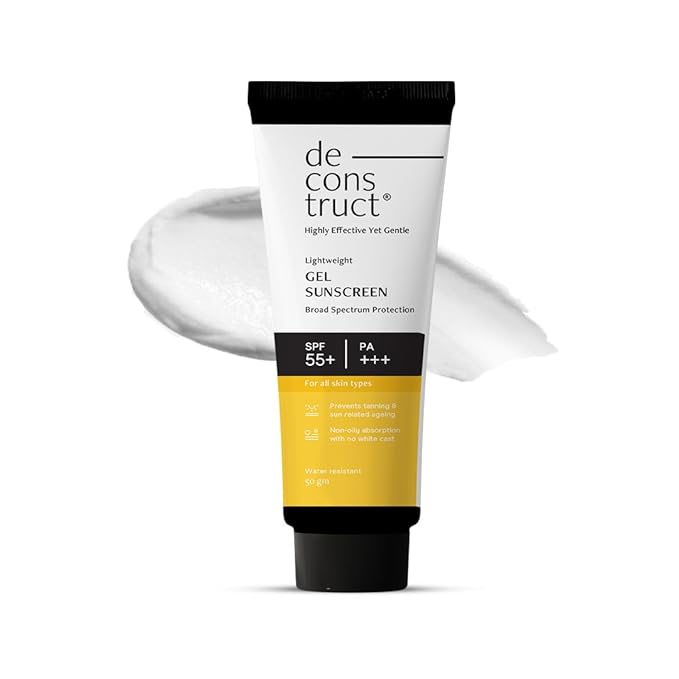 de
cons
truct®
Highly Effective Yet Gentle
Lightweight
GEL
SUNSCREEN
Broad Spectrum Protection
SPF
55+
PA
+++
For all skin types
Prevents tanning &
sun related ageing
Non-oily absorption
with no white cast
Water resistant
50 gm